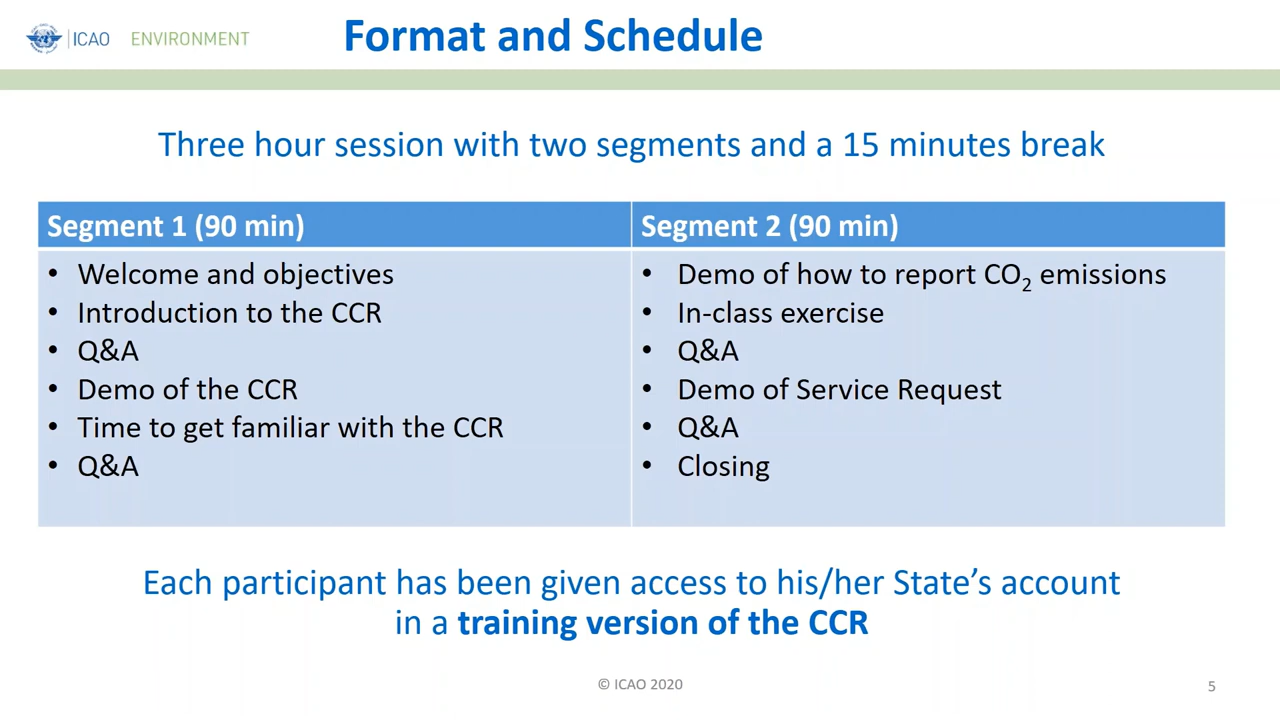 ICAO ENVIRONMENT
Format and Schedule
Three hour session with two segments and a 15 minutes break
Segment 1 (90 min)
• Welcome and objectives
• Introduction to the CCR
• Q&A
• Demo of the CCR
• Time to get familiar with the CCR
• Q&A
Segment 2 (90 min)
• Demo of how to report CO₂ emissions
• In-class exercise
• Q&A
• Demo of Service Request
• Q&A
• Closing
Each participant has been given access to his/her State’s account
in a training version of the CCR
© ICAO 2020
5